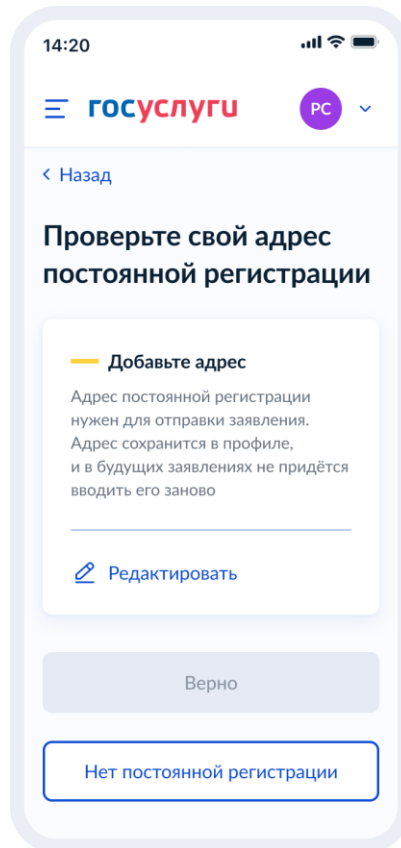 14:20
госуслуги
РС
Назад
Проверьте свой адрес
постоянной регистрации
Добавьте адрес
Адрес постоянной регистрации
нужен для отправки заявления.
Адрес сохранится в профиле,
и в будущих заявлениях не придётся
вводить его заново
Редактировать
Верно
Нет постоянной регистрации